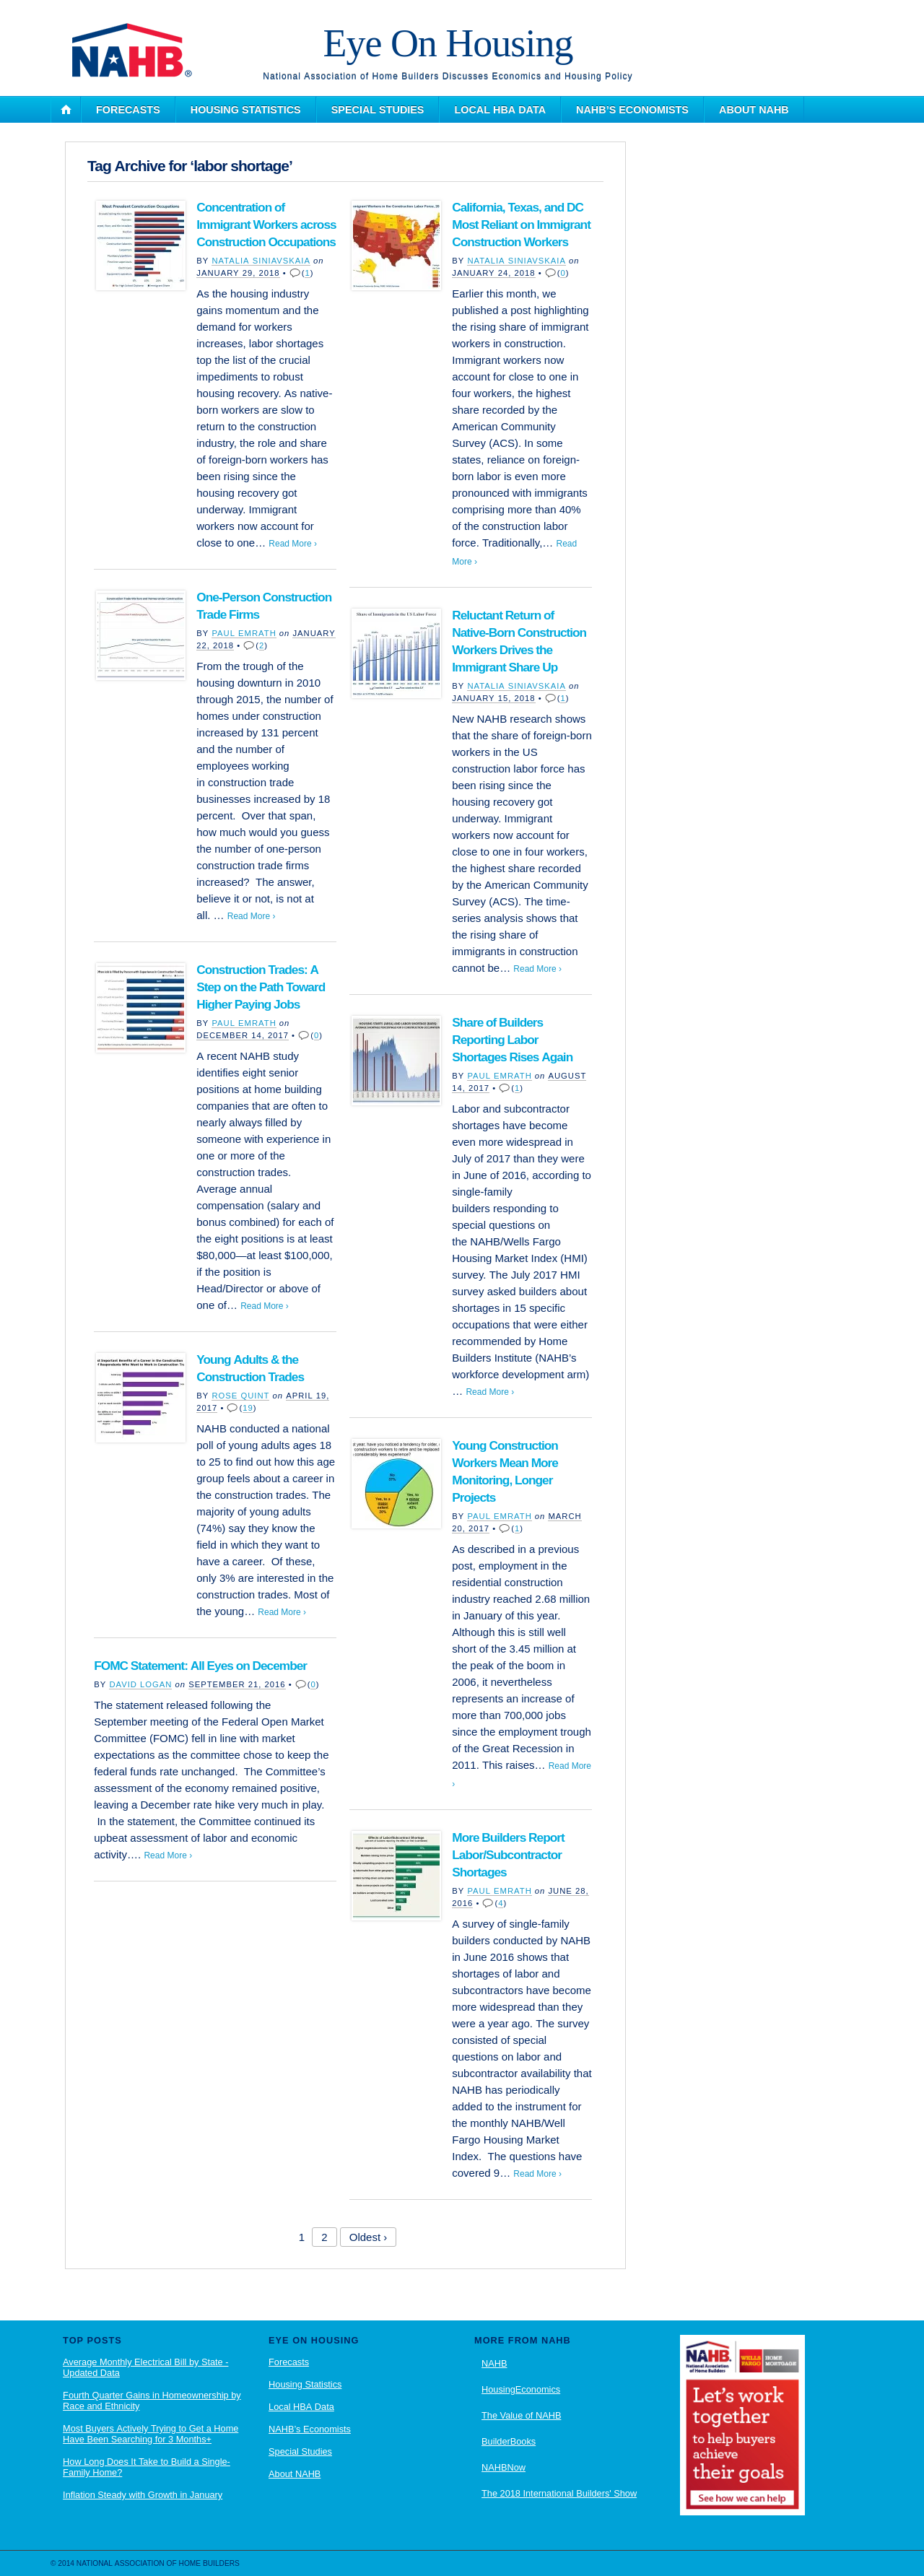 NAHB®
Eye On Housing
National Association of Home Builders Discusses Economics and Housing Policy
FORECASTS
HOUSING STATISTICS
SPECIAL STUDIES
LOCAL HBA DATA
NAHB'S ECONOMISTS
ABOUT NAHB
Tag Archive for ‘labor shortage’
Most Prevalent Construction Occupations
Concentration of
Immigrant Workers across
Construction Occupations
BY NATALIA SINIAVSKAIA on
JANUARY 29, 2018 • (1)
As the housing industry
gains momentum and the
demand for workers
increases, labor shortages
top the list of the crucial
impediments to robust
housing recovery. As native-
born workers are slow to
return to the construction
industry, the role and share
of foreign-born workers has
been rising since the
housing recovery got
underway. Immigrant
workers now account for
close to one… Read More ›
One-Person Construction
Trade Firms
BY PAUL EMRATH on JANUARY
22, 2018 • (2)
From the trough of the
housing downturn in 2010
through 2015, the number of
homes under construction
increased by 131 percent
and the number of
employees working
in construction trade
businesses increased by 18
percent.  Over that span,
how much would you guess
the number of one-person
construction trade firms
increased?  The answer,
believe it or not, is not at
all. … Read More ›
Construction Trades: A
Step on the Path Toward
Higher Paying Jobs
BY PAUL EMRATH on
DECEMBER 14, 2017 • (0)
A recent NAHB study
identifies eight senior
positions at home building
companies that are often to
nearly always filled by
someone with experience in
one or more of the
construction trades.
Average annual
compensation (salary and
bonus combined) for each of
the eight positions is at least
$80,000—at least $100,000,
if the position is
Head/Director or above of
one of… Read More ›
Young Adults & the
Construction Trades
BY ROSE QUINT on APRIL 19,
2017 • (19)
NAHB conducted a national
poll of young adults ages 18
to 25 to find out how this age
group feels about a career in
the construction trades. The
majority of young adults
(74%) say they know the
field in which they want to
have a career.  Of these,
only 3% are interested in the
construction trades. Most of
the young… Read More ›
FOMC Statement: All Eyes on December
BY DAVID LOGAN on SEPTEMBER 21, 2016 • (0)
The statement released following the
September meeting of the Federal Open Market
Committee (FOMC) fell in line with market
expectations as the committee chose to keep the
federal funds rate unchanged.  The Committee’s
assessment of the economy remained positive,
leaving a December rate hike very much in play.
In the statement, the Committee continued its
upbeat assessment of labor and economic
activity…. Read More ›
California, Texas, and DC
Most Reliant on Immigrant
Construction Workers
BY NATALIA SINIAVSKAIA on
JANUARY 24, 2018 • (0)
Earlier this month, we
published a post highlighting
the rising share of immigrant
workers in construction.
Immigrant workers now
account for close to one in
four workers, the highest
share recorded by the
American Community
Survey (ACS). In some
states, reliance on foreign-
born labor is even more
pronounced with immigrants
comprising more than 40%
of the construction labor
force. Traditionally,… Read
More ›
Share of Immigrants in the US Labor Force
Reluctant Return of
Native-Born Construction
Workers Drives the
Immigrant Share Up
BY NATALIA SINIAVSKAIA on
JANUARY 15, 2018 • (1)
New NAHB research shows
that the share of foreign-born
workers in the US
construction labor force has
been rising since the
housing recovery got
underway. Immigrant
workers now account for
close to one in four workers,
the highest share recorded
by the American Community
Survey (ACS). The time-
series analysis shows that
the rising share of
immigrants in construction
cannot be… Read More ›
Share of Builders
Reporting Labor
Shortages Rises Again
BY PAUL EMRATH on AUGUST
14, 2017 • (1)
Labor and subcontractor
shortages have become
even more widespread in
July of 2017 than they were
in June of 2016, according to
single-family
builders responding to
special questions on
the NAHB/Wells Fargo
Housing Market Index (HMI)
survey. The July 2017 HMI
survey asked builders about
shortages in 15 specific
occupations that were either
recommended by Home
Builders Institute (NAHB’s
workforce development arm)
… Read More ›
Young Construction
Workers Mean More
Monitoring, Longer
Projects
BY PAUL EMRATH on MARCH
20, 2017 • (1)
As described in a previous
post, employment in the
residential construction
industry reached 2.68 million
in January of this year.
Although this is still well
short of the 3.45 million at
the peak of the boom in
2006, it nevertheless
represents an increase of
more than 700,000 jobs
since the employment trough
of the Great Recession in
2011. This raises… Read More
›
More Builders Report
Labor/Subcontractor
Shortages
BY PAUL EMRATH on JUNE 28,
2016 • (4)
A survey of single-family
builders conducted by NAHB
in June 2016 shows that
shortages of labor and
subcontractors have become
more widespread than they
were a year ago. The survey
consisted of special
questions on labor and
subcontractor availability that
NAHB has periodically
added to the instrument for
the monthly NAHB/Well
Fargo Housing Market
Index.  The questions have
covered 9… Read More ›
1 2 Oldest ›
TOP POSTS
Average Monthly Electrical Bill by State -
Updated Data
Fourth Quarter Gains in Homeownership by
Race and Ethnicity
Most Buyers Actively Trying to Get a Home
Have Been Searching for 3 Months+
How Long Does It Take to Build a Single-
Family Home?
Inflation Steady with Growth in January
EYE ON HOUSING
Forecasts
Housing Statistics
Local HBA Data
NAHB's Economists
Special Studies
About NAHB
MORE FROM NAHB
NAHB
HousingEconomics
The Value of NAHB
BuilderBooks
NAHBNow
The 2018 International Builders' Show
NAHB
National Association
of Home Builders
WELLS FARGO
HOME MORTGAGE
Let's work
together
to help buyers
achieve
their goals
See how we can help
© 2014 NATIONAL ASSOCIATION OF HOME BUILDERS